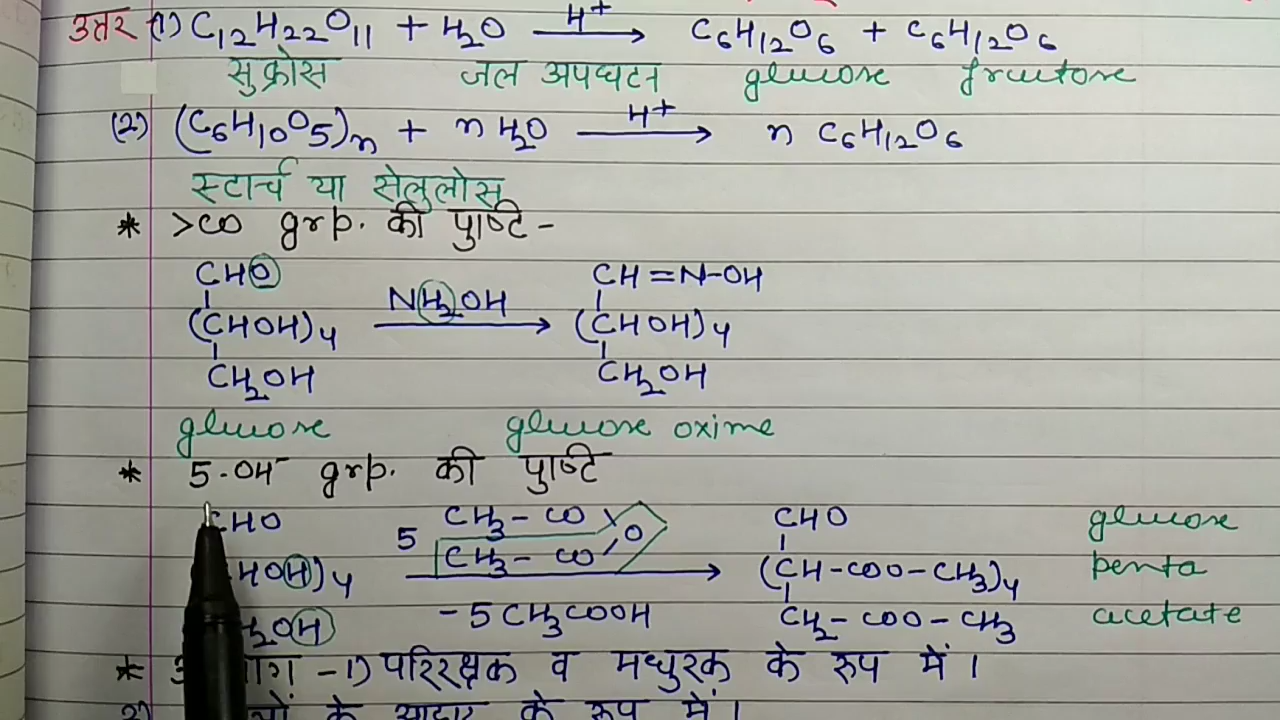 उत्तर (1) C12H22O11 + H2O —H+→ C6H12O6 + C6H12O6
सुक्रोस जल अपघटन glucose fructose
(2) (C6H10O5)n + n H2O —H+→ n C6H12O6
स्टार्च या सेलुलोस
* >CO grp. की पुष्टि -
CHO CH=N-OH
(CHOH)4 —NH2OH→ (CHOH)4
CH2OH CH2OH
glucose glucose oxime
* 5-OH- grp. की पुष्टि
CHO 5 CH3-CO CH3-CO O CHO glucose
HOH)4 → (CH-COO-CH3)4 penta
2OH -5CH3COOH CH2-COO-CH3 acetate
* -1) परिरक्षक व मधुरक के रूप में।
2) के रूप में।